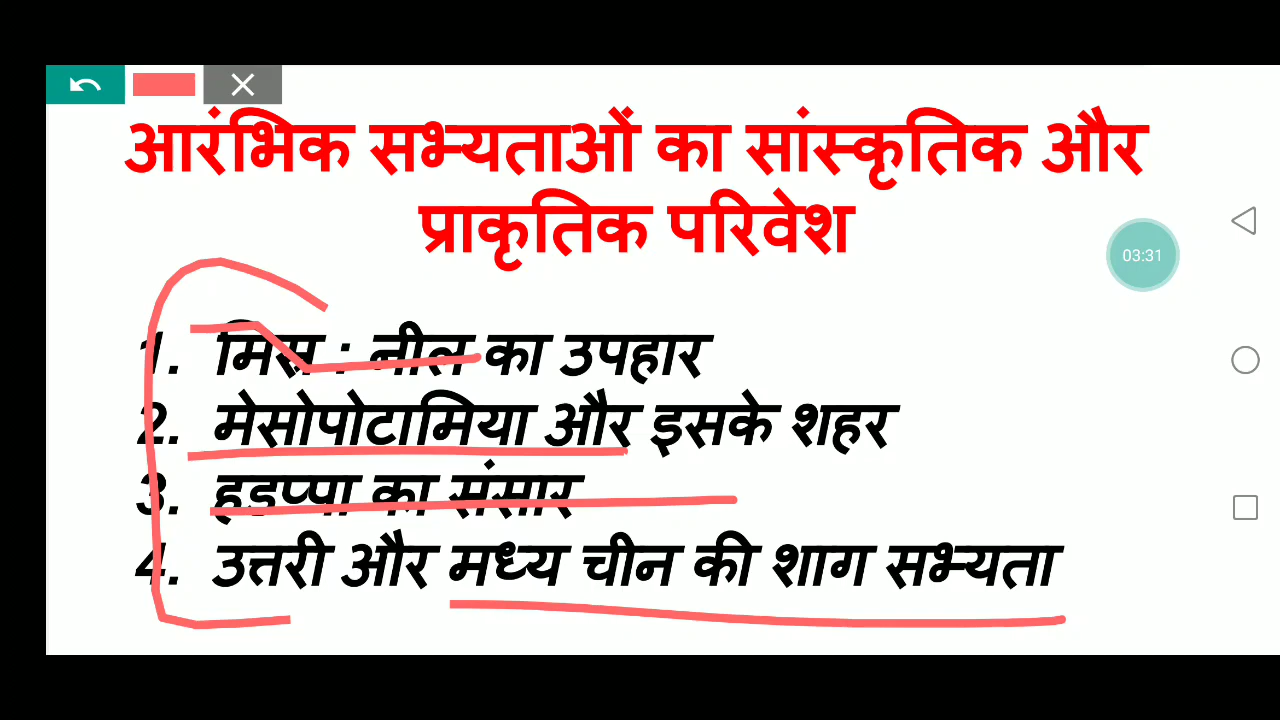 आरंभिक सभ्यताओं का सांस्कृतिक और
प्राकृतिक परिवेश
03:31
1. मिस्र : नील का उपहार
2. मेसोपोटामिया और इसके शहर
3. हडप्पा का संसार
4. उत्तरी और मध्य चीन की शाग सभ्यता